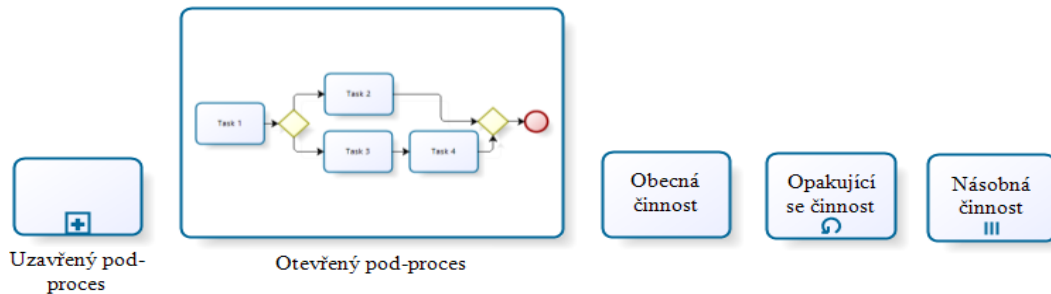 Task 1
Task 2
Task 3
Task 4
Uzavřený pod-
proces
Otevřený pod-proces
Obecná
činnost
Opakující
se činnost
Násobná
činnost